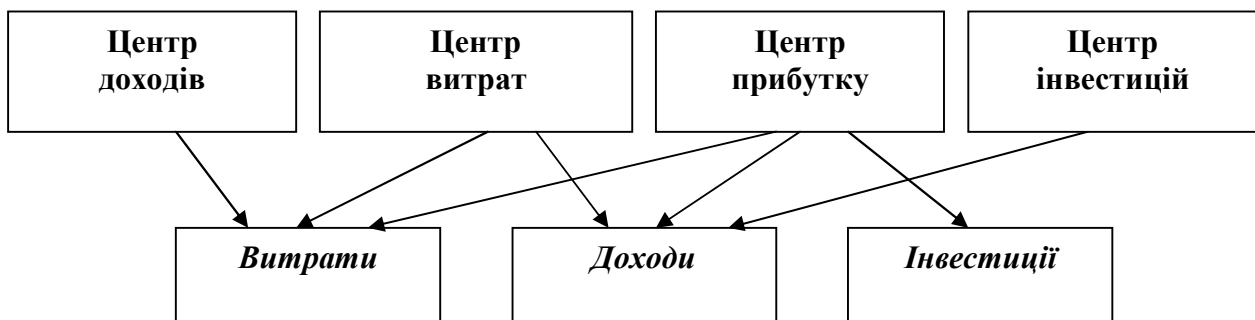 Центр
доходів
Центр
витрат
Центр
прибутку
Центр
інвестицій
Витрати
Доходи
Інвестиції